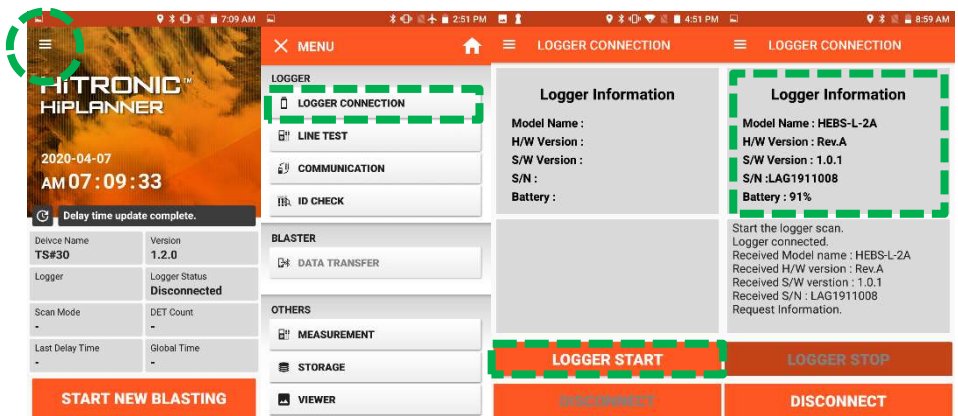 7:09 AM
HiTRONIC™
HiPLANNER
2020-04-07
AM 07:09:33
Delay time update complete.
Deivce Name
TS#30
Version
1.2.0
Logger
Logger Status
Disconnected
Scan Mode
-
DET Count
-
Last Delay Time
-
Global Time
-
START NEW BLASTING
2:51 PM
MENU
LOGGER
LOGGER CONNECTION
LINE TEST
COMMUNICATION
ID CHECK
BLASTER
DATA TRANSFER
OTHERS
MEASUREMENT
STORAGE
VIEWER
4:51 PM
LOGGER CONNECTION
Logger Information
Model Name :
H/W Version :
S/W Version :
S/N :
Battery :
LOGGER START
DISCONNECT
8:59 AM
LOGGER CONNECTION
Logger Information
Model Name : HEBS-L-2A
H/W Version : Rev.A
S/W Version : 1.0.1
S/N :LAG1911008
Battery : 91%
Start the logger scan.
Logger connected.
Received Model name : HEBS-L-2A
Received H/W version : Rev.A
Received S/W verstion : 1.0.1
Received S/N : LAG1911008
Request Information.
LOGGER STOP
DISCONNECT